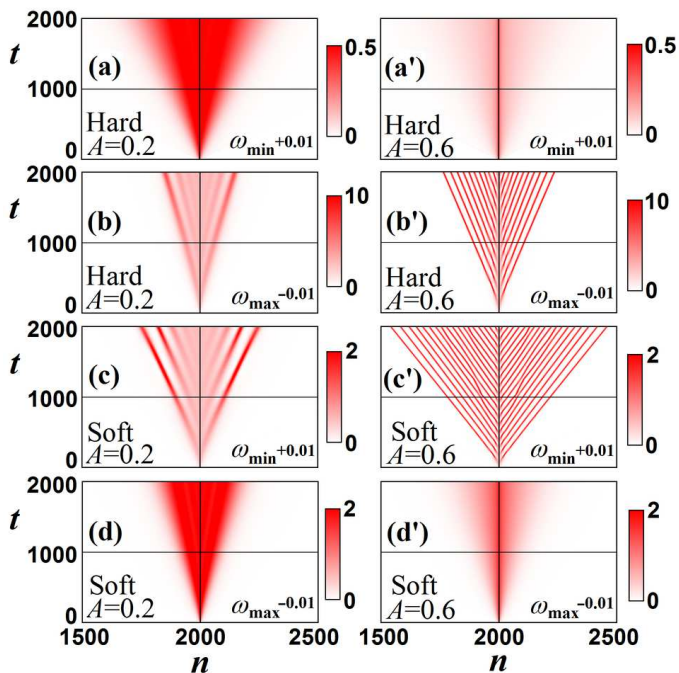 t
2000
1000
0
(a)
Hard
A=0.2
ωmin+0.01
0.5
0
(a')
Hard
A=0.6
ωmin+0.01
0.5
0
2000
1000
0
(b)
Hard
A=0.2
ωmax−0.01
10
5
0
(b')
Hard
A=0.6
ωmax−0.01
10
5
0
t
2000
1000
0
(c)
Soft
A=0.2
ωmin+0.01
2
0
(c')
Soft
A=0.6
ωmin+0.01
2
0
2000
1000
0
(d)
Soft
A=0.2
ωmax−0.01
2
0
(d')
Soft
A=0.6
ωmax−0.01
2
0
1500 2000 2500
1500 2000 2500
n
n